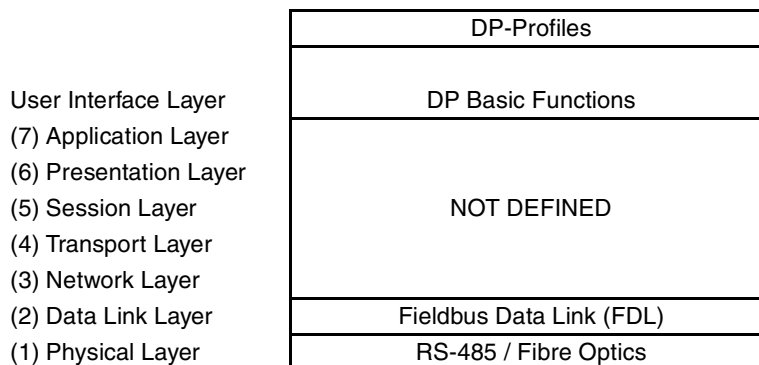 DP-Profiles
User Interface Layer DP Basic Functions
(7) Application Layer
(6) Presentation Layer
(5) Session Layer NOT DEFINED
(4) Transport Layer
(3) Network Layer
(2) Data Link Layer Fieldbus Data Link (FDL)
(1) Physical Layer RS-485 / Fibre Optics